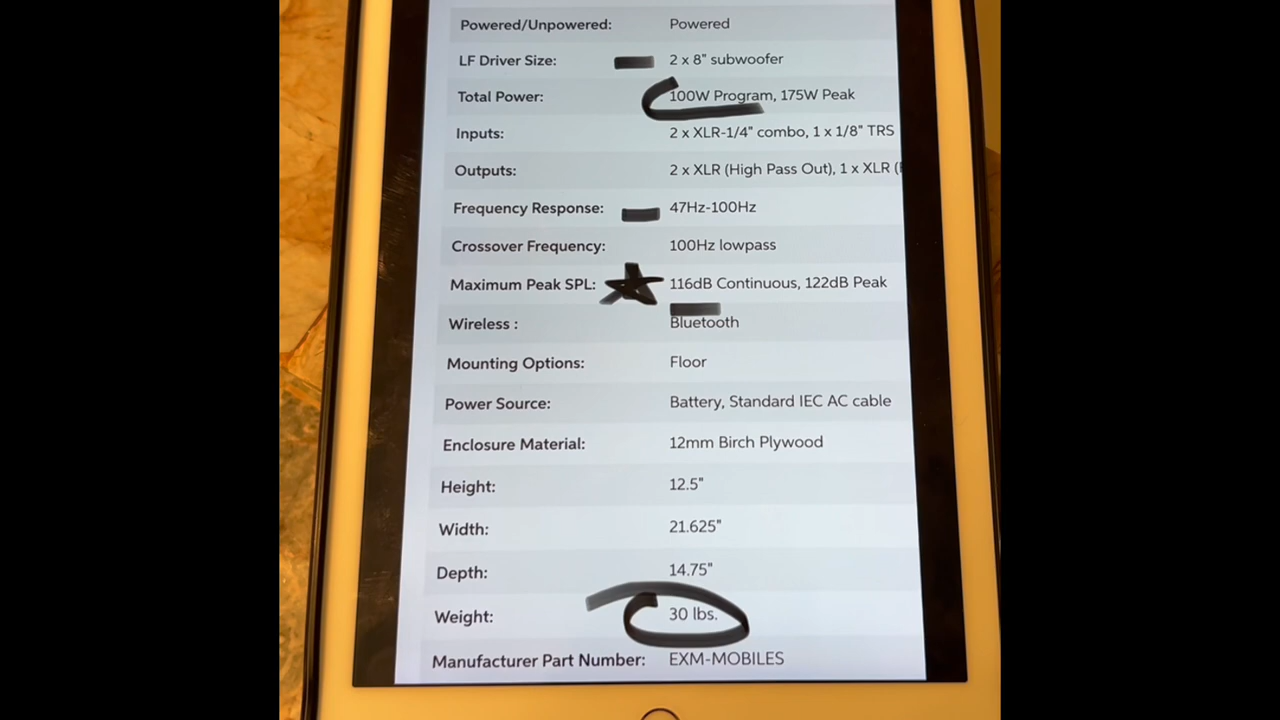 Powered/Unpowered: Powered
LF Driver Size: 2 x 8" subwoofer
Total Power: 100W Program, 175W Peak
Inputs: 2 x XLR-1/4" combo, 1 x 1/8" TRS
Outputs: 2 x XLR (High Pass Out), 1 x XLR (
Frequency Response: 47Hz-100Hz
Crossover Frequency: 100Hz lowpass
Maximum Peak SPL: 116dB Continuous, 122dB Peak
Wireless : Bluetooth
Mounting Options: Floor
Power Source: Battery, Standard IEC AC cable
Enclosure Material: 12mm Birch Plywood
Height: 12.5"
Width: 21.625"
Depth: 14.75"
Weight: 30 lbs.
Manufacturer Part Number: EXM-MOBILES